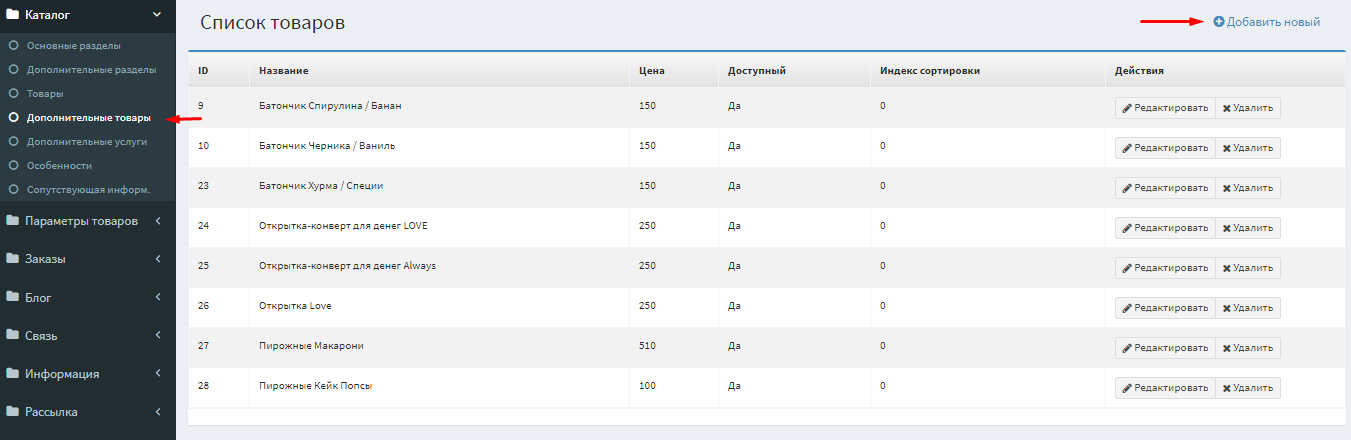 Каталог
Основные разделы
Дополнительные разделы
Товары
Дополнительные товары
Дополнительные услуги
Особенности
Сопутствующая информ.
Параметры товаров
Заказы
Блог
Связь
Информация
Рассылка
Список товаров
Добавить новый
ID Название Цена Доступный Индекс сортировки Действия
9 Батончик Спирулина / Банан 150 Да 0 Редактировать Удалить
10 Батончик Черника / Ваниль 150 Да 0 Редактировать Удалить
23 Батончик Хурма / Специи 150 Да 0 Редактировать Удалить
24 Открытка-конверт для денег LOVE 250 Да 0 Редактировать Удалить
25 Открытка-конверт для денег Always 250 Да 0 Редактировать Удалить
26 Открытка Love 250 Да 0 Редактировать Удалить
27 Пирожные Макарони 510 Да 0 Редактировать Удалить
28 Пирожные Кейк Попсы 100 Да 0 Редактировать Удалить